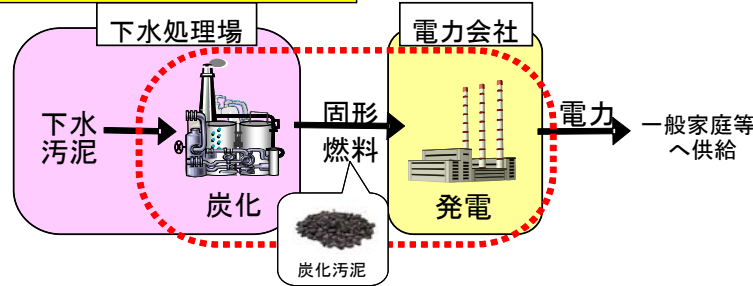 下水処理場
電力会社
下水
汚泥
炭化
固形
燃料
炭化汚泥
発電
電力
一般家庭等
へ供給